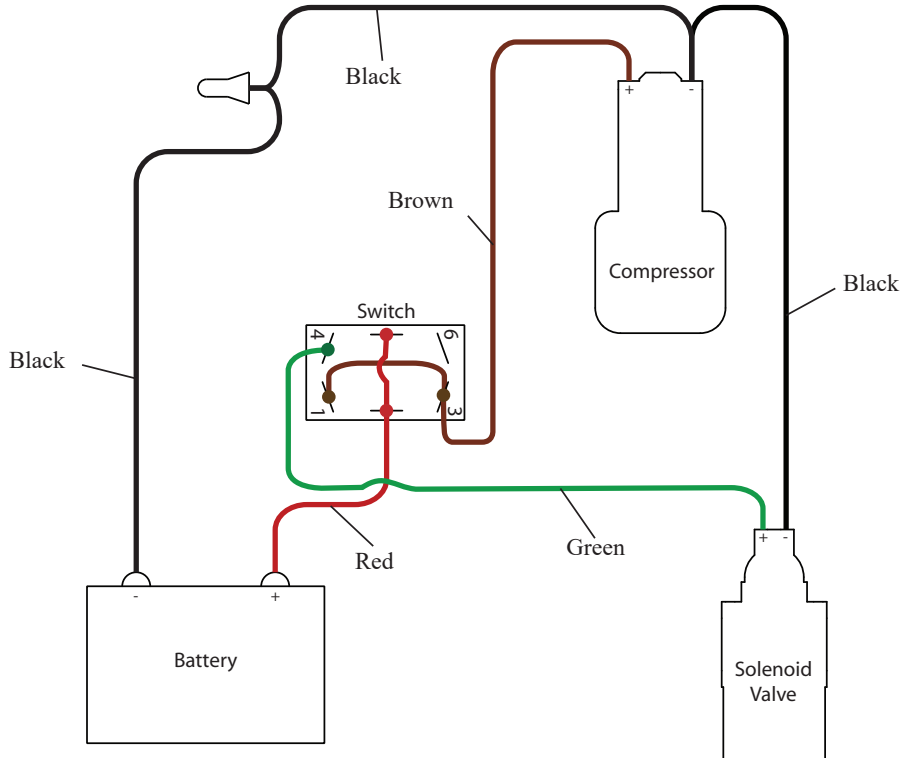 Black
Brown
Compressor
Black
+ -
Switch
4 6
1 3
Black
Red
Green
+ -
- +
Battery
Solenoid
Valve